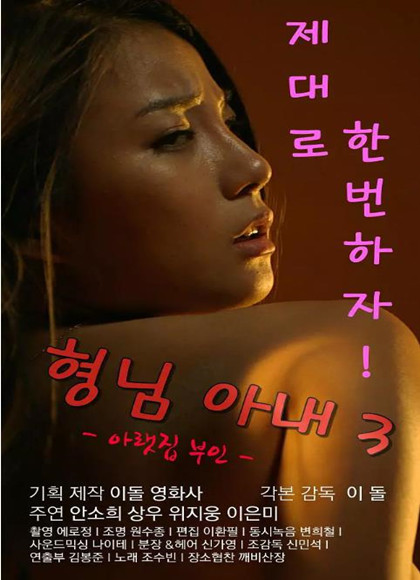 제대로
한번하자!
형님 아내 3
- 아랫집 부인 -
기획 제작 이돌 영화사 각본 감독 이 돌
주연 안소희 상우 위지웅 이은미
촬영 에로정 | 조명 원수종 | 편집 이환필 | 동시녹음 변희철 |
사운드믹싱 나이테 | 분장&헤어 신가영 | 조감독 신민석 |
연출부 김봉준 | 노래 조수빈 | 장소협찬 깨비산장